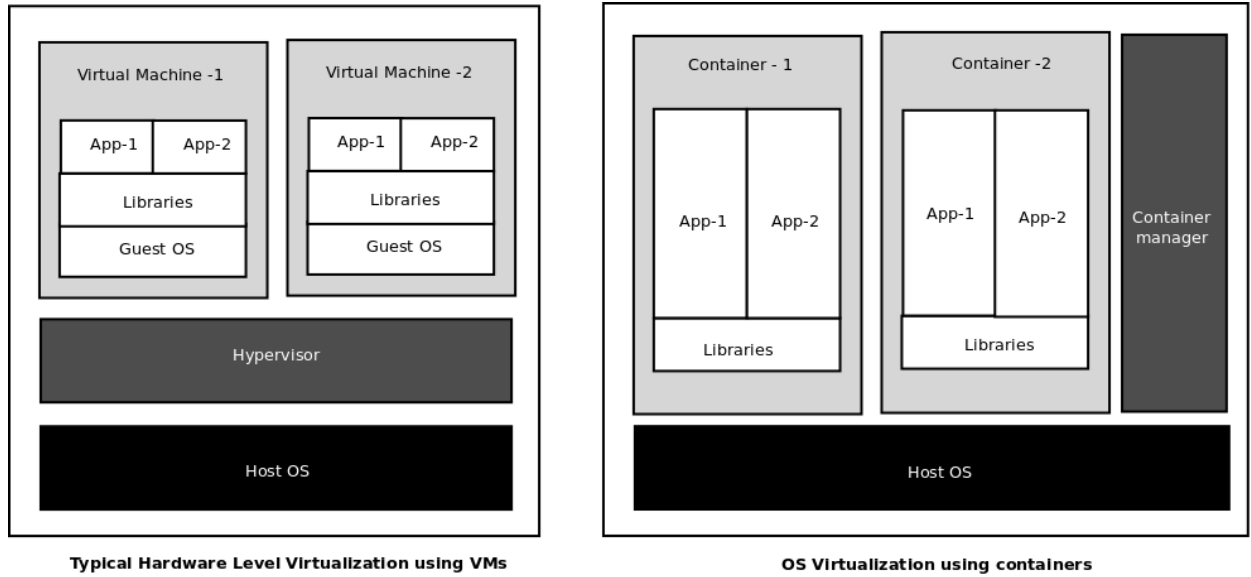 Virtual Machine -1
App-1
App-2
Libraries
Guest OS
Virtual Machine -2
App-1
App-2
Libraries
Guest OS
Hypervisor
Host OS
Typical Hardware Level Virtualization using VMs
Container - 1
App-1
App-2
Libraries
Container -2
App-1
App-2
Libraries
Container
manager
Host OS
OS Virtualization using containers